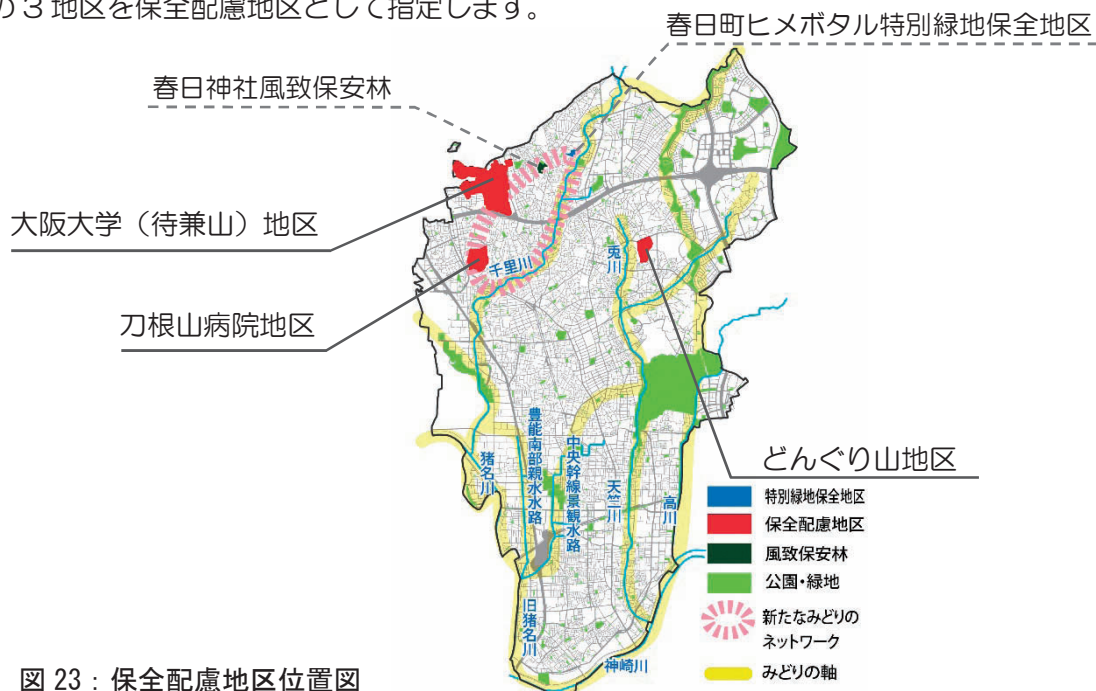 の3地区を保全配慮地区として指定します。
春日町ヒメボタル特別緑地保全地区
春日神社風致保安林
大阪大学（待兼山）地区
刀根山病院地区
千里川
兎川
どんぐり山地区
猪名川
豊能南部親水水路
中央幹線景観水路
天竺川
高川
旧猪名川
神崎川
特別緑地保全地区
保全配慮地区
風致保安林
公園・緑地
新たなみどりの
ネットワーク
みどりの軸
図 23：保全配慮地区位置図